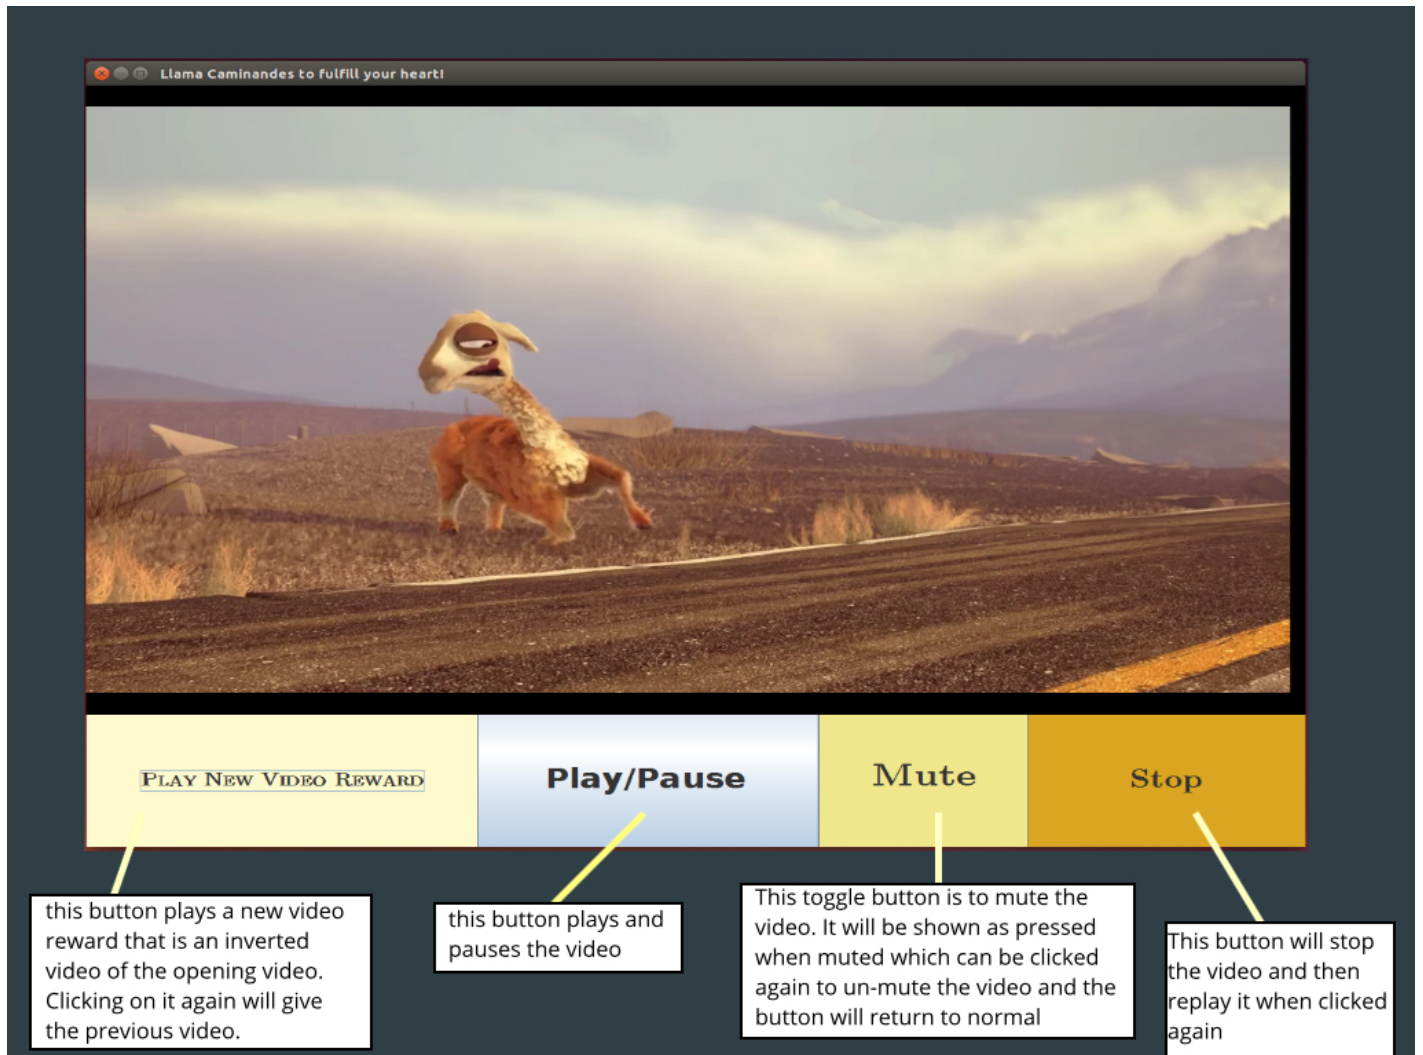 Llama Caminandes to fulfill your heart!
Play New Video Reward
Play/Pause
Mute
Stop
this button plays a new video
reward that is an inverted
video of the opening video.
Clicking on it again will give
the previous video.
this button plays and
pauses the video
This toggle button is to mute the
video. It will be shown as pressed
when muted which can be clicked
again to un-mute the video and the
button will return to normal
This button will stop
the video and then
replay it when clicked
again